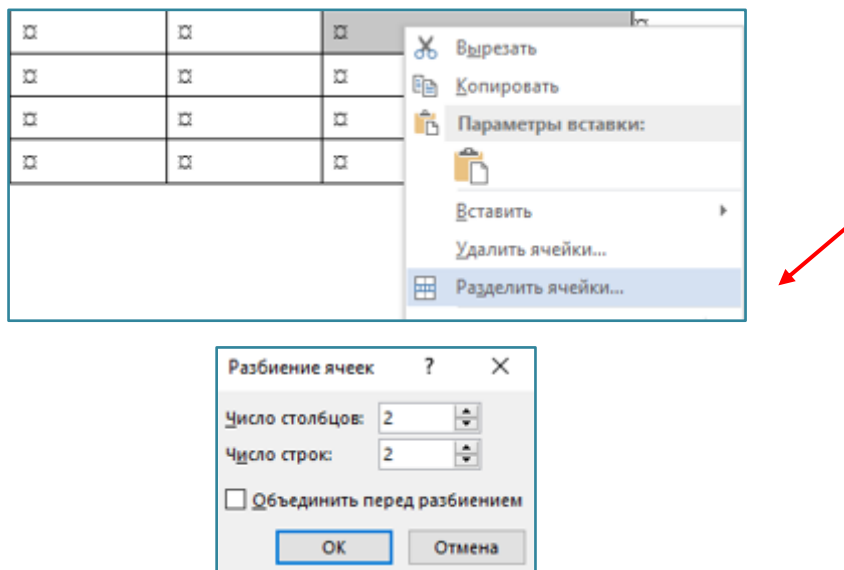 ¤ ¤ ¤ ¤
¤ ¤ ¤
¤ ¤ ¤
¤ ¤ ¤
Вырезать
Копировать
Параметры вставки:
Вставить
Удалить ячейки...
Разделить ячейки...
Разбиение ячеек ? ×
Число столбцов: 2
Число строк: 2
Объединить перед разбиением
ОК Отмена